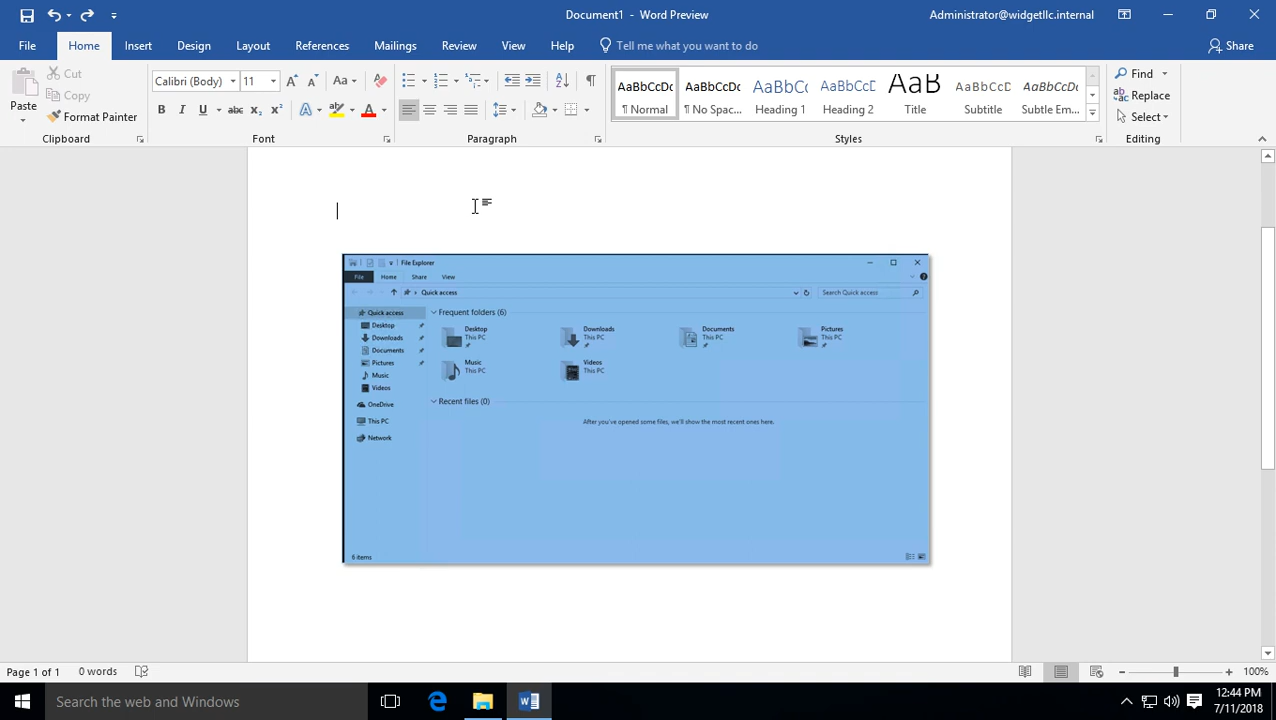 Document1 - Word Preview
Administrator@widgetllc.internal
File Home Insert Design Layout References Mailings Review View Help Tell me what you want to do Share
Paste
Cut
Copy
Format Painter
Clipboard
Calibri (Body) 11 Aa
B I U abc x₂ x² A ab A
Font
Paragraph
AaBbCcDc AaBbCcDc AaBbCc AaBbCcD AaB AaBbCcD AaBbCcDc
¶ Normal ¶ No Spac... Heading 1 Heading 2 Title Subtitle Subtle Em...
Styles
Find
Replace
Select
Editing
File Explorer
File Home Share View
Quick access
Search Quick access
Quick access
Desktop
Downloads
Documents
Pictures
Music
Videos
OneDrive
This PC
Network
Frequent folders (6)
Desktop
This PC
Downloads
This PC
Documents
This PC
Pictures
This PC
Music
This PC
Videos
This PC
Recent files (0)
After you've opened some files, we'll show the most recent ones here.
6 items
Page 1 of 1 0 words
100%
Search the web and Windows
12:44 PM
7/11/2018